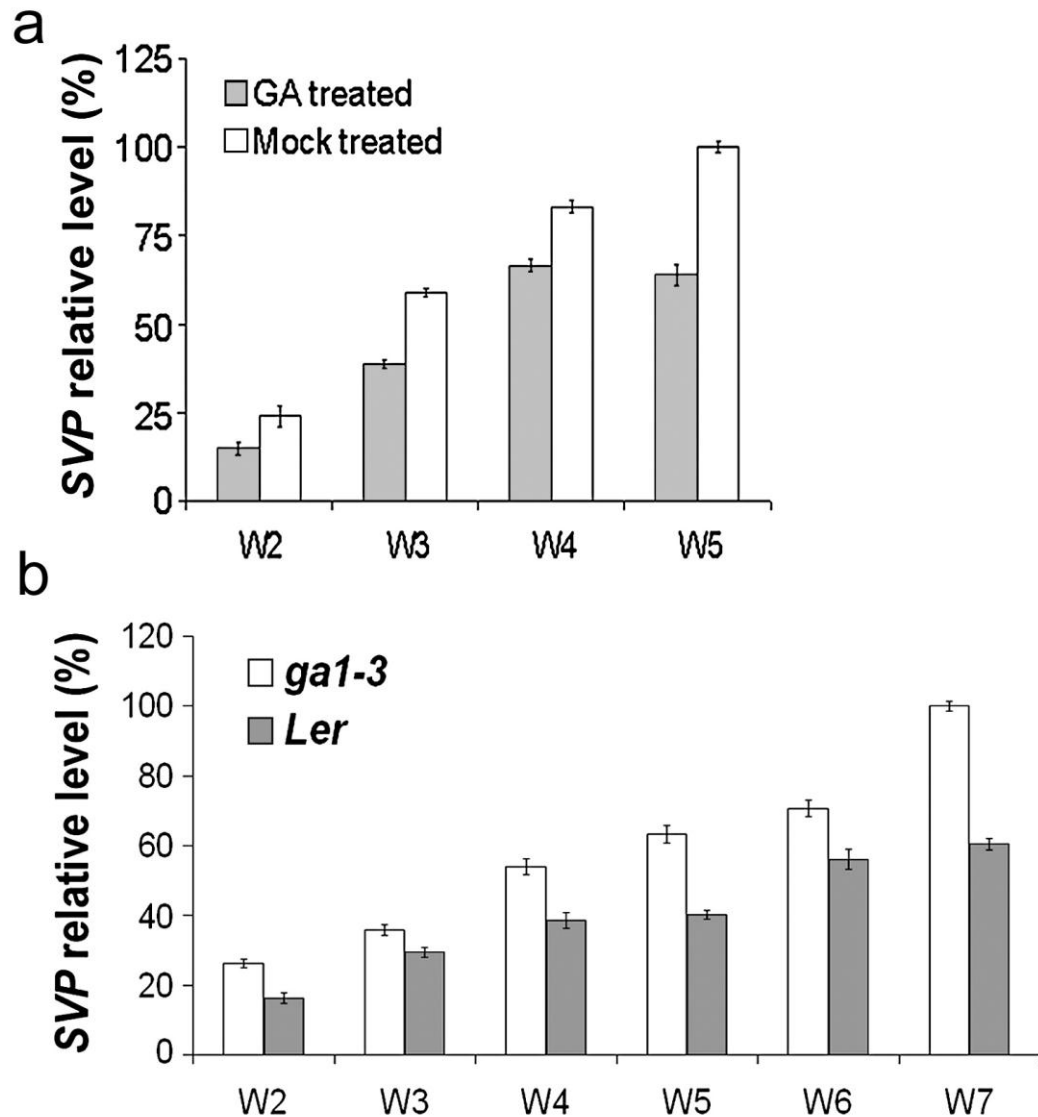 a
SVP relative level (%)
125
100
75
50
25
0
GA treated
Mock treated
W2 W3 W4 W5
b
SVP relative level (%)
120
100
80
60
40
20
0
ga1-3
Ler
W2 W3 W4 W5 W6 W7